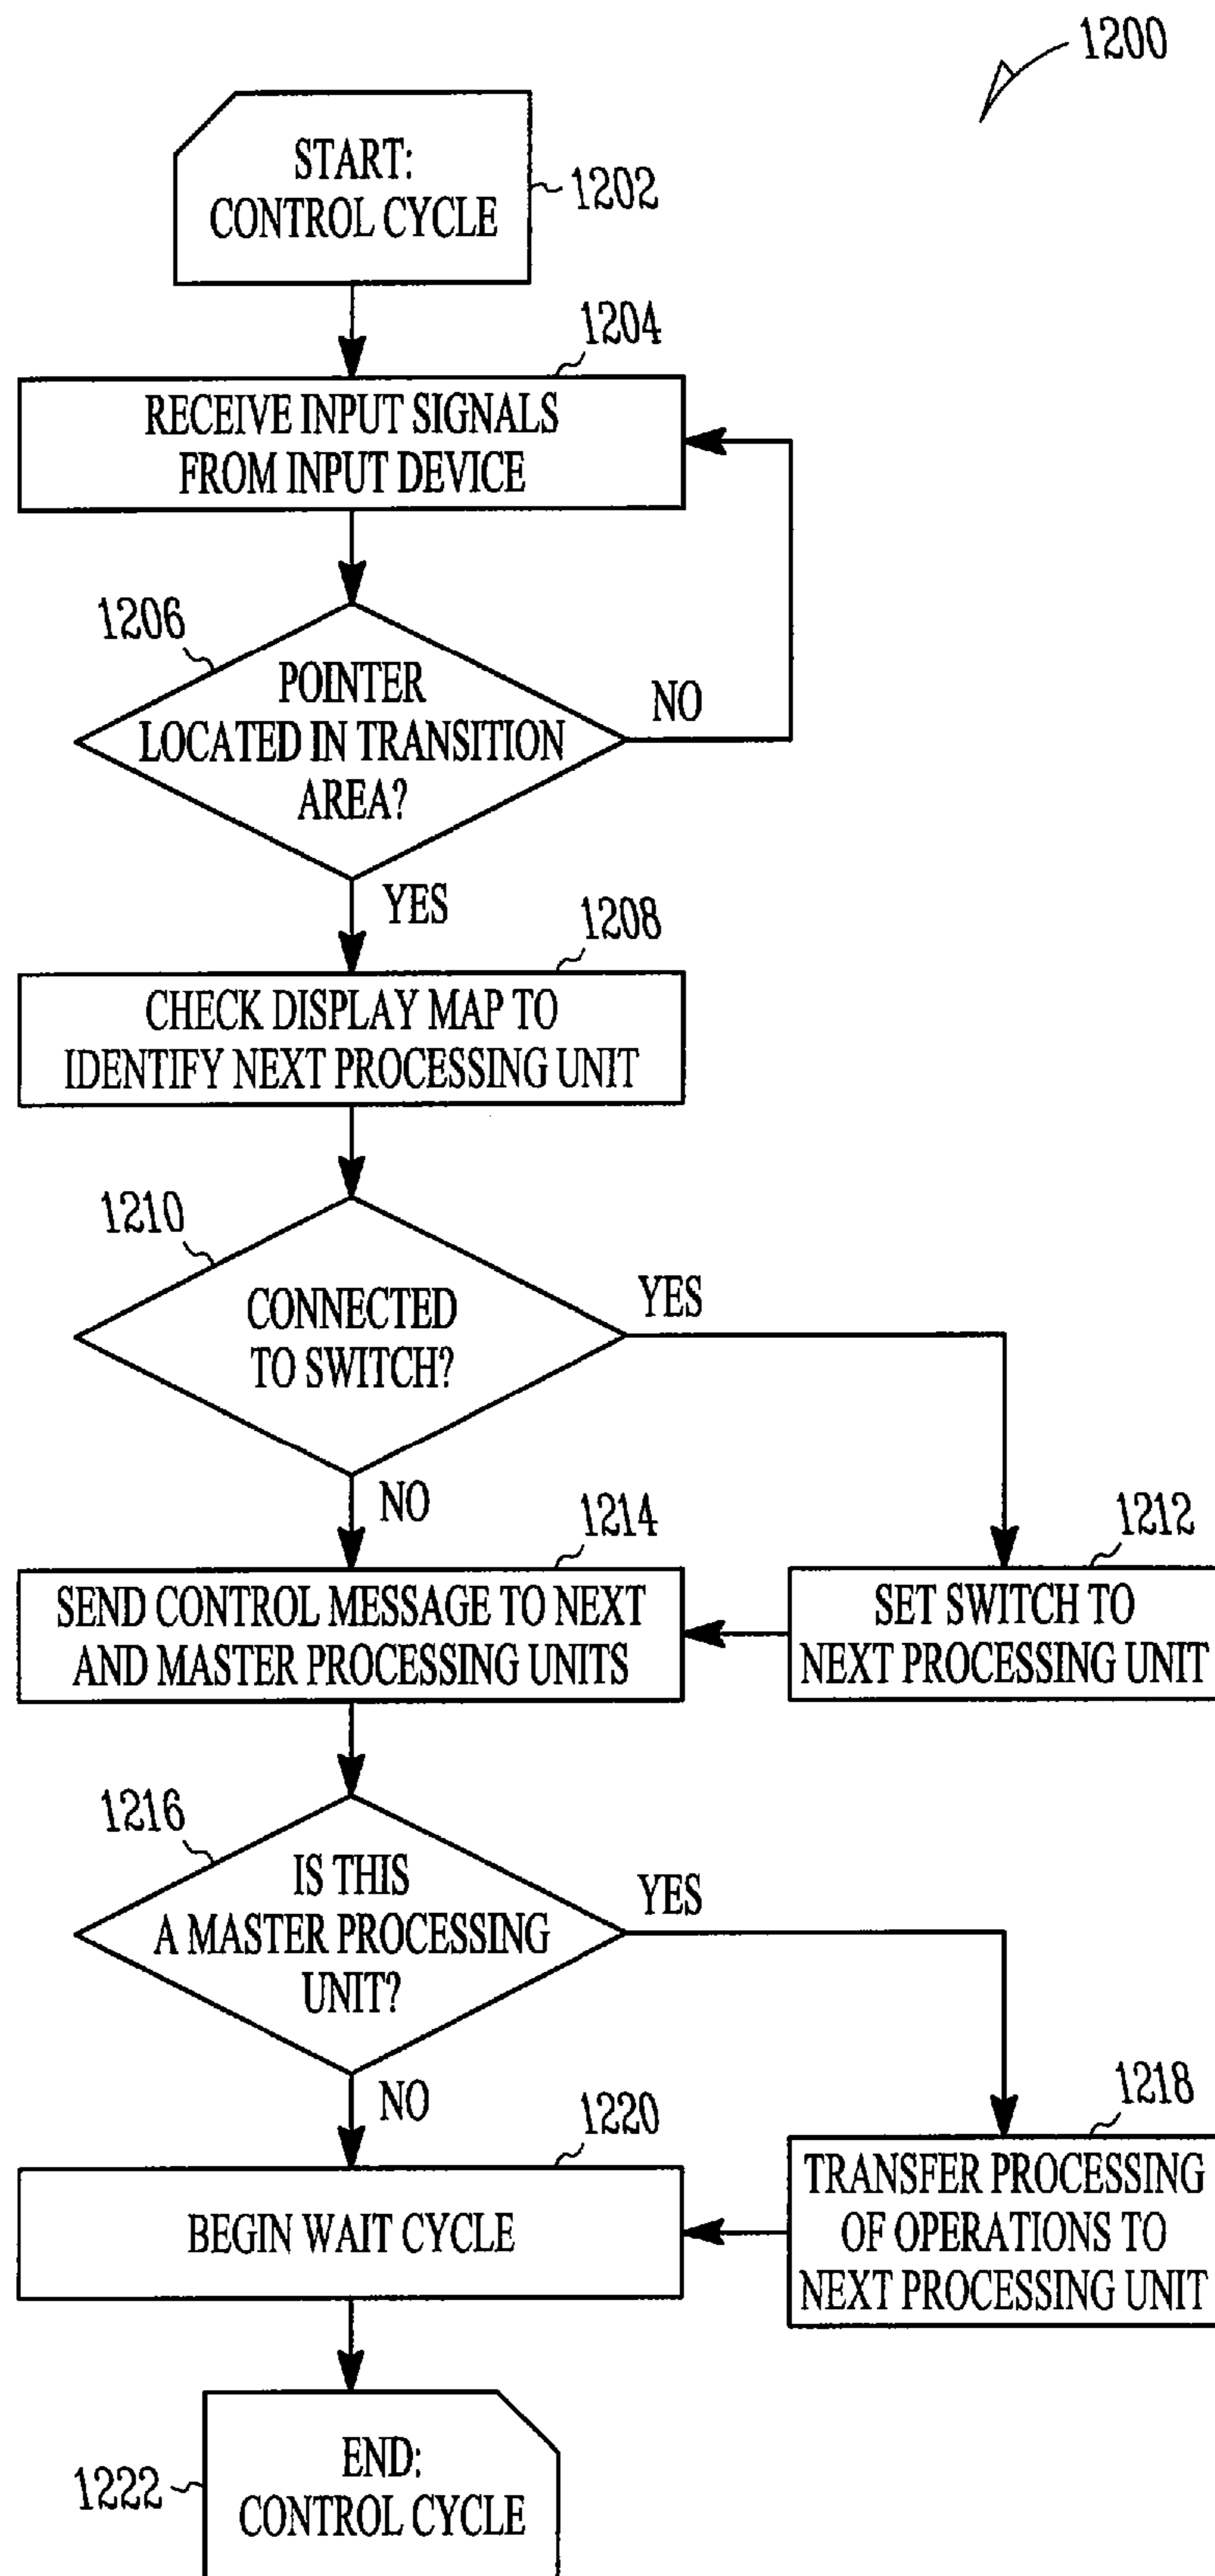 1200
START:
CONTROL CYCLE
1202
1204
RECEIVE INPUT SIGNALS
FROM INPUT DEVICE
1206
POINTER
LOCATED IN TRANSITION
AREA?
NO
YES
1208
CHECK DISPLAY MAP TO
IDENTIFY NEXT PROCESSING UNIT
1210
CONNECTED
TO SWITCH?
YES
NO
1214
SEND CONTROL MESSAGE TO NEXT
AND MASTER PROCESSING UNITS
1212
SET SWITCH TO
NEXT PROCESSING UNIT
1216
IS THIS
A MASTER PROCESSING
UNIT?
YES
NO
1220
BEGIN WAIT CYCLE
1218
TRANSFER PROCESSING
OF OPERATIONS TO
NEXT PROCESSING UNIT
END:
CONTROL CYCLE
1222